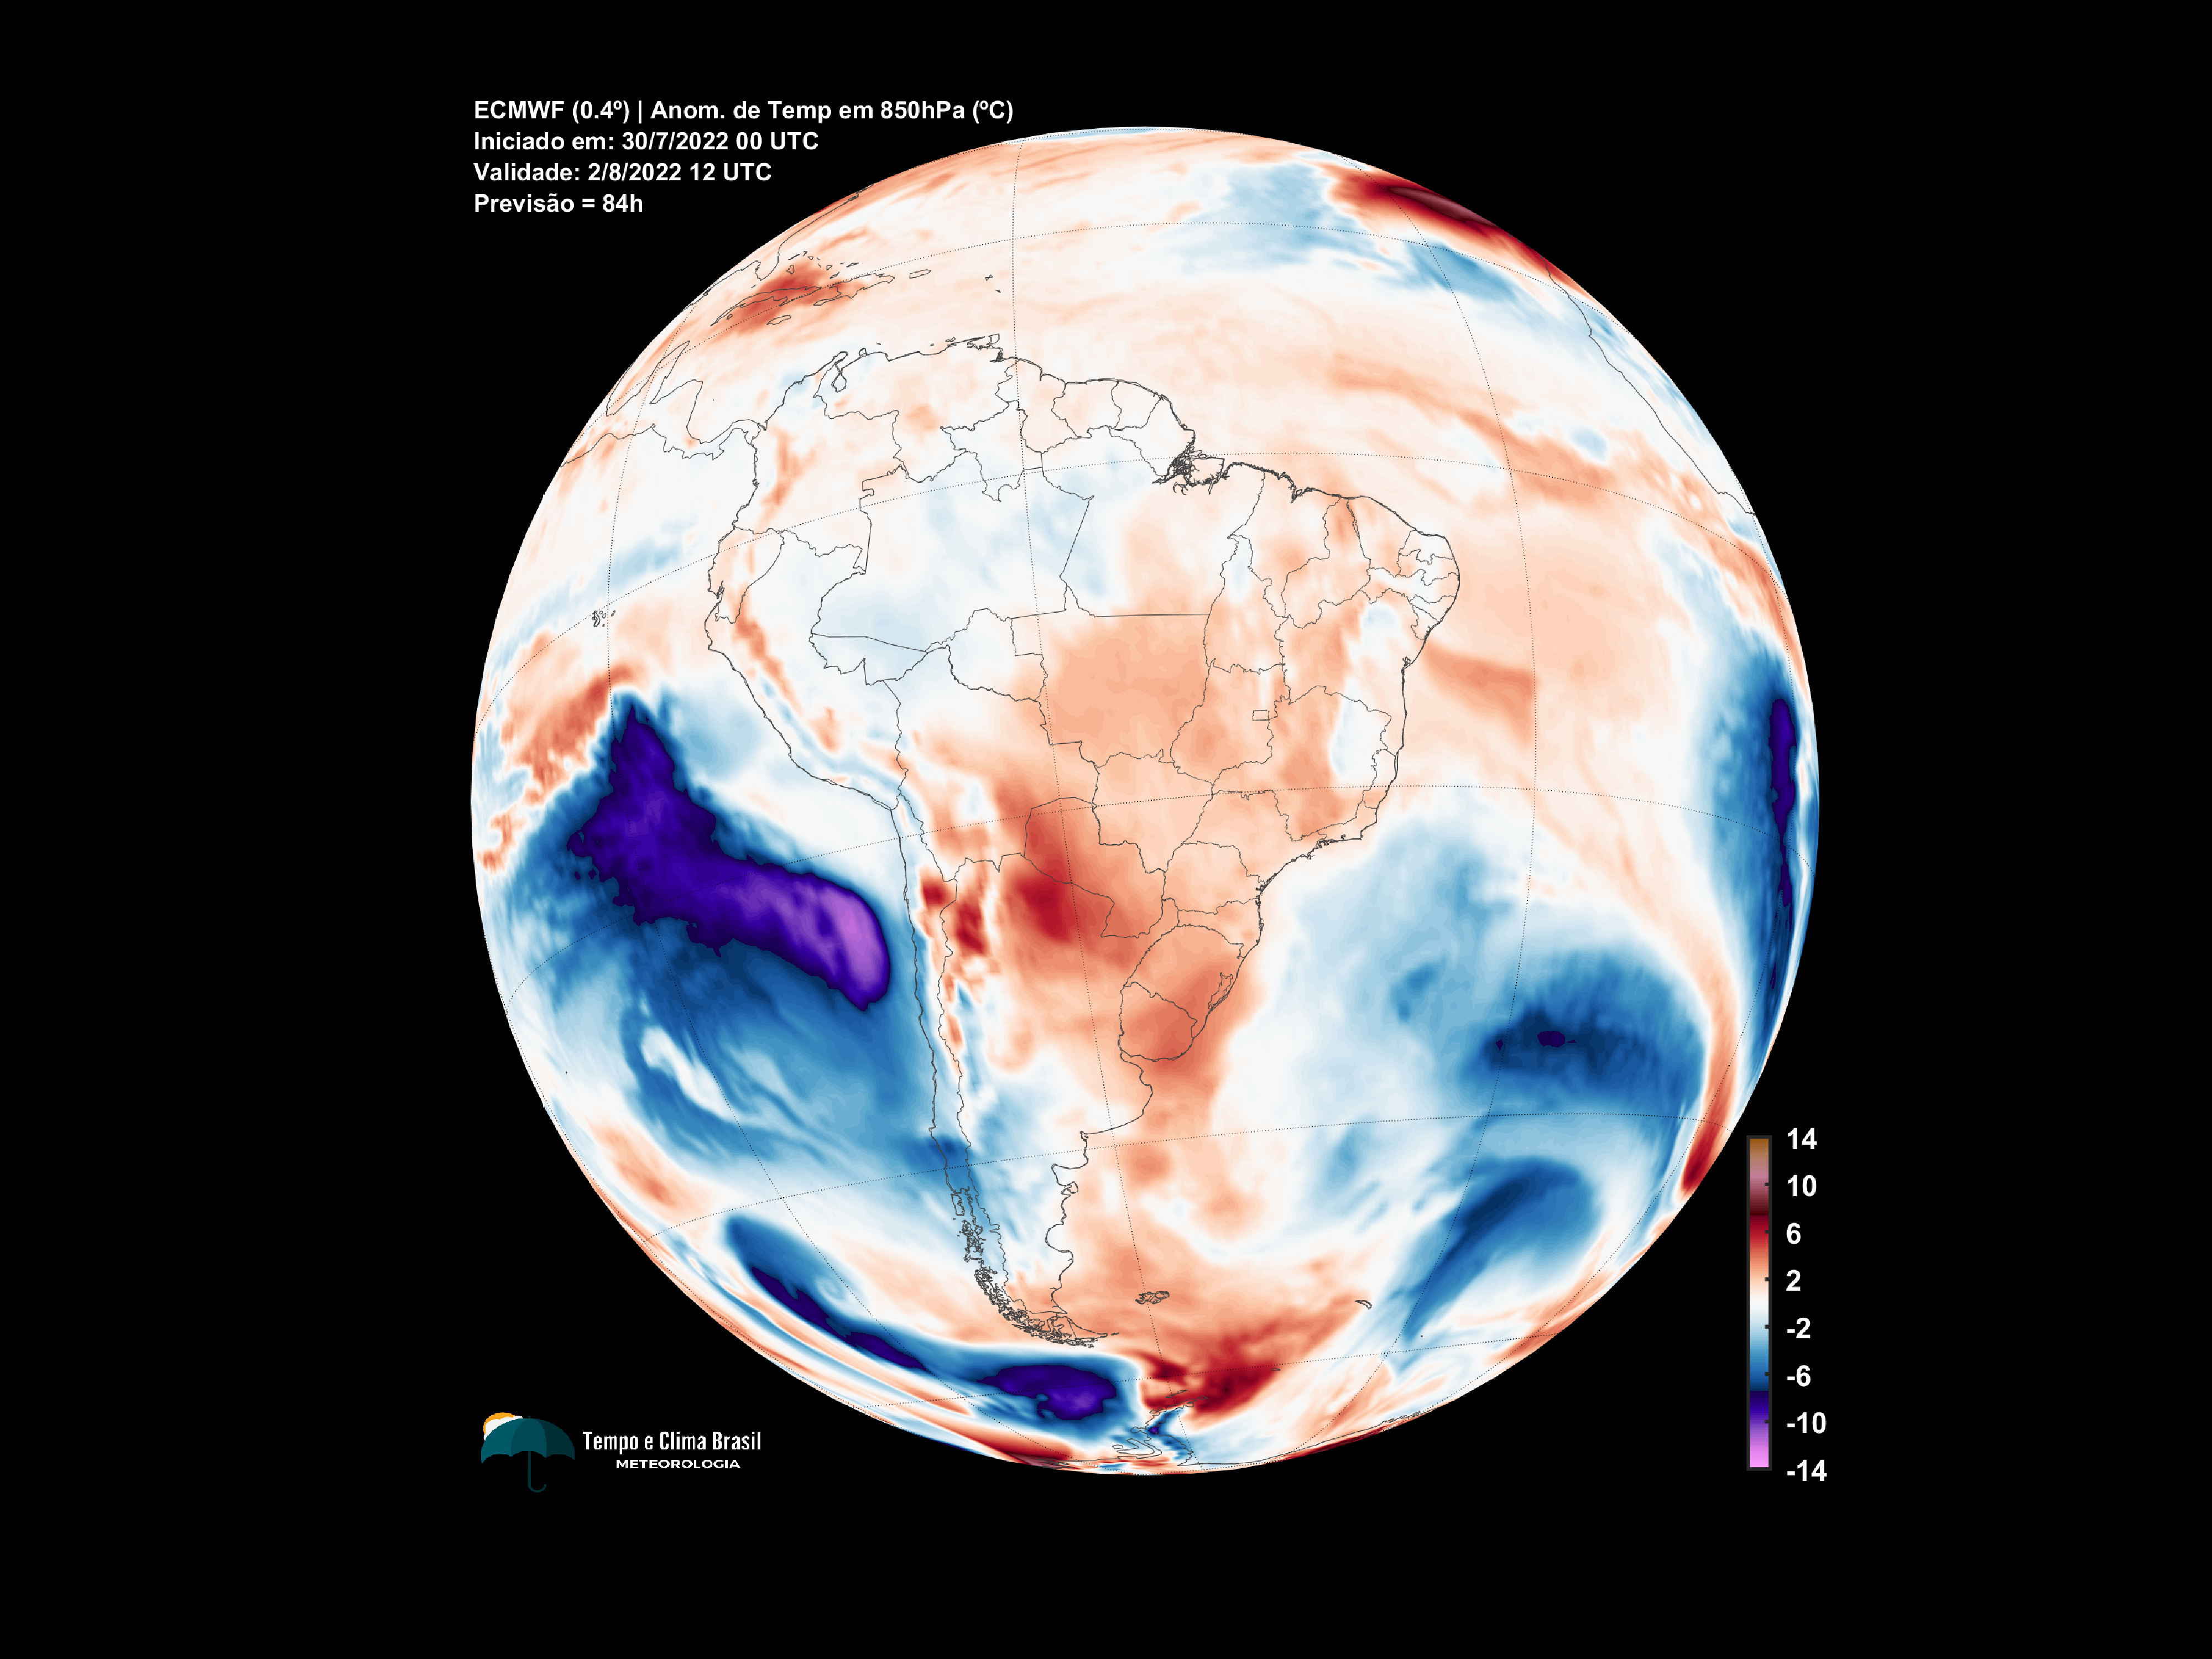 ECMWF (0.4º) | Anom. de Temp em 850hPa (ºC)
Iniciado em: 30/7/2022 00 UTC
Validade: 2/8/2022 12 UTC
Previsão = 84h
14
10
6
2
-2
-6
-10
-14
Tempo e Clima Brasil
METEOROLOGIA